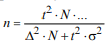 n = t² · N · ... / Δ² · N + t² · σ²